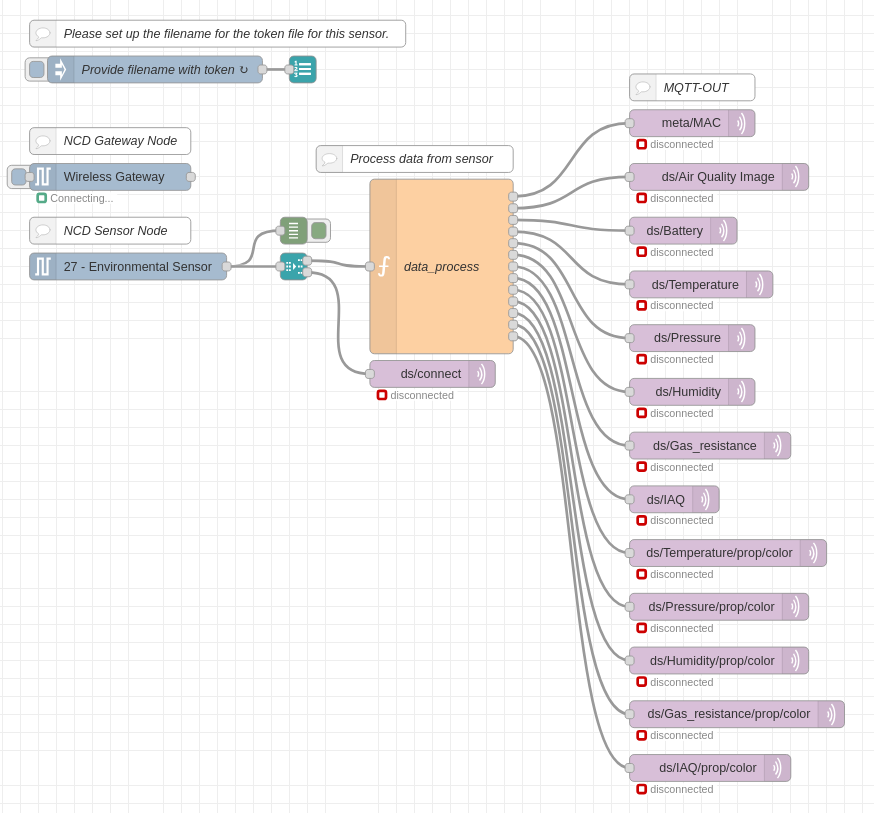 Please set up the filename for the token file for this sensor.
Provide filename with token ↻
NCD Gateway Node
Wireless Gateway
Connecting...
NCD Sensor Node
27 - Environmental Sensor
Process data from sensor
data_process
ds/connect
disconnected
MQTT-OUT
meta/MAC
disconnected
ds/Air Quality Image
disconnected
ds/Battery
disconnected
ds/Temperature
disconnected
ds/Pressure
disconnected
ds/Humidity
disconnected
ds/Gas_resistance
disconnected
ds/IAQ
disconnected
ds/Temperature/prop/color
disconnected
ds/Pressure/prop/color
disconnected
ds/Humidity/prop/color
disconnected
ds/Gas_resistance/prop/color
disconnected
ds/IAQ/prop/color
disconnected